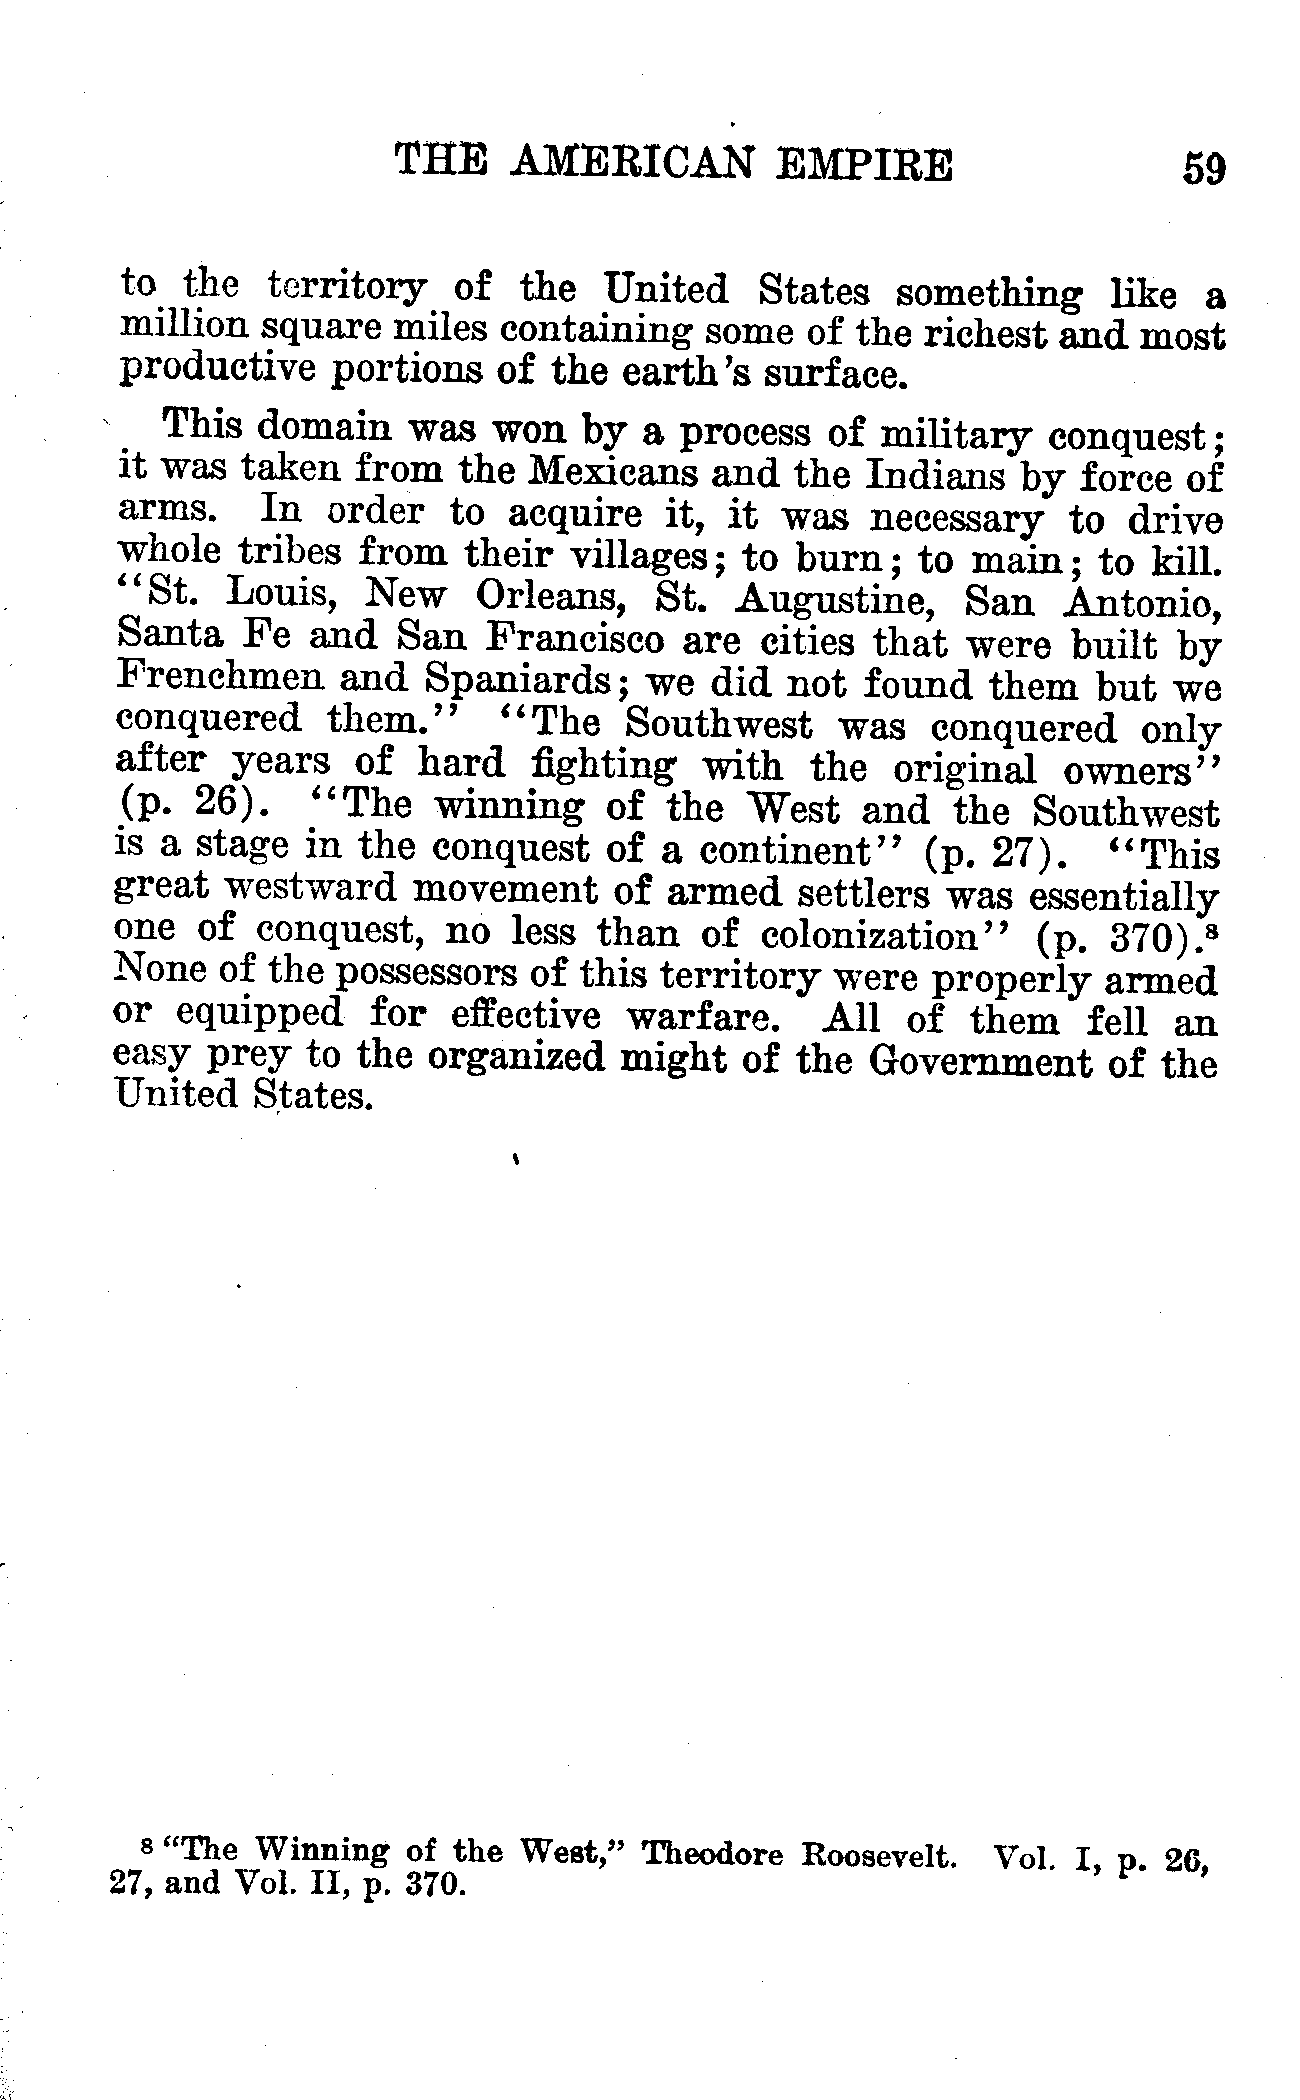 THE AMERICAN EMPIRE 59
to the territory of the United States something like a
million square miles containing some of the richest and most
productive portions of the earth's surface.
This domain was won by a process of military conquest;
it was taken from the Mexicans and the Indians by force of
arms. In order to acquire it, it was necessary to drive
whole tribes from their villages; to burn; to maim; to kill.
"St. Louis, New Orleans, St. Augustine, San Antonio,
Santa Fe and San Francisco are cities that were built by
Frenchmen and Spaniards; we did not found them but we
conquered them." "The Southwest was conquered only
after years of hard fighting with the original owners"
(p. 26). "The winning of the West and the Southwest
is a stage in the conquest of a continent" (p. 27). "This
great westward movement of armed settlers was essentially
one of conquest, no less than of colonization" (p. 370).⁸
None of the possessors of this territory were properly armed
or equipped for effective warfare. All of them fell an
easy prey to the organized might of the Government of the
United States.
⁸ "The Winning of the West," Theodore Roosevelt. Vol. I, p. 26,
27, and Vol. II, p. 370.